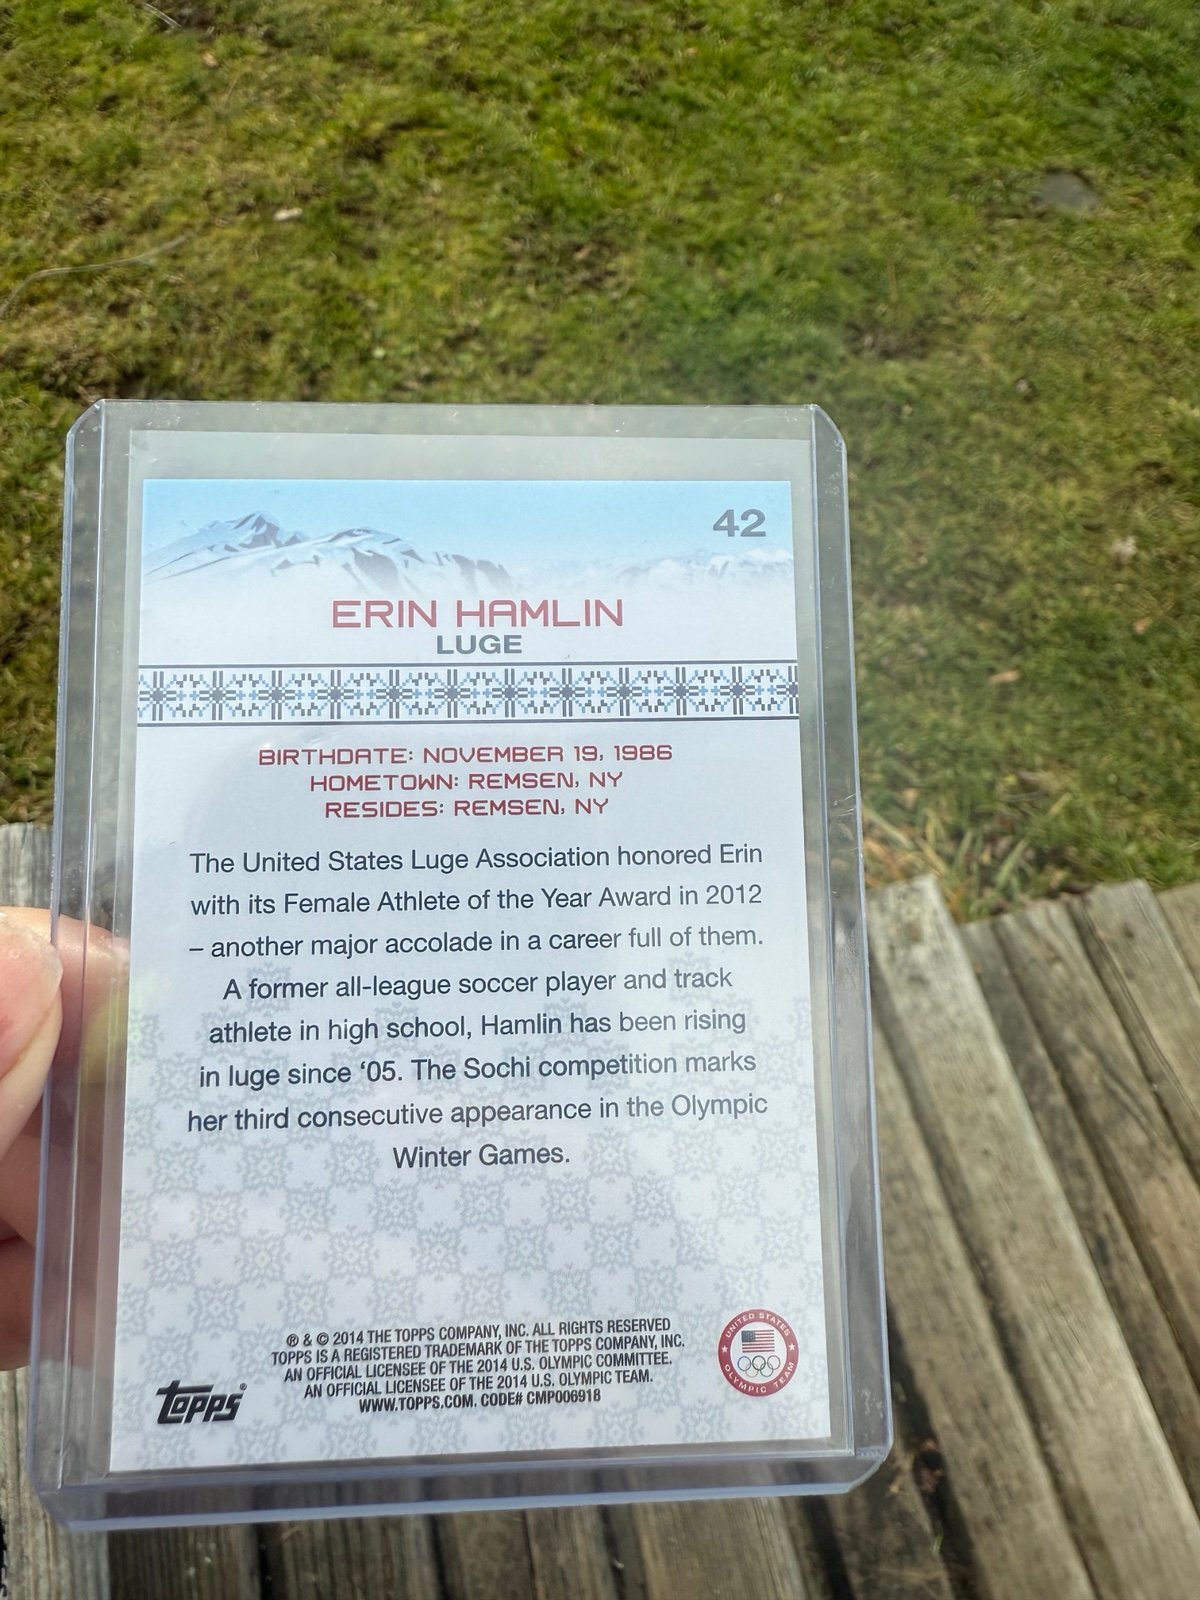 42
ERIN HAMLIN
LUGE
BIRTHDATE: NOVEMBER 19, 1986
HOMETOWN: REMSEN, NY
RESIDES: REMSEN, NY
The United States Luge Association honored Erin
with its Female Athlete of the Year Award in 2012
– another major accolade in a career full of them.
A former all-league soccer player and track
athlete in high school, Hamlin has been rising
in luge since ‘05. The Sochi competition marks
her third consecutive appearance in the Olympic
Winter Games.
® & © 2014 THE TOPPS COMPANY, INC. ALL RIGHTS RESERVED
TOPPS IS A REGISTERED TRADEMARK OF THE TOPPS COMPANY, INC.
AN OFFICIAL LICENSEE OF THE 2014 U.S. OLYMPIC COMMITTEE.
AN OFFICIAL LICENSEE OF THE 2014 U.S. OLYMPIC TEAM.
WWW.TOPPS.COM. CODE# CMP006918
topps®
UNITED STATES
OLYMPIC TEAM